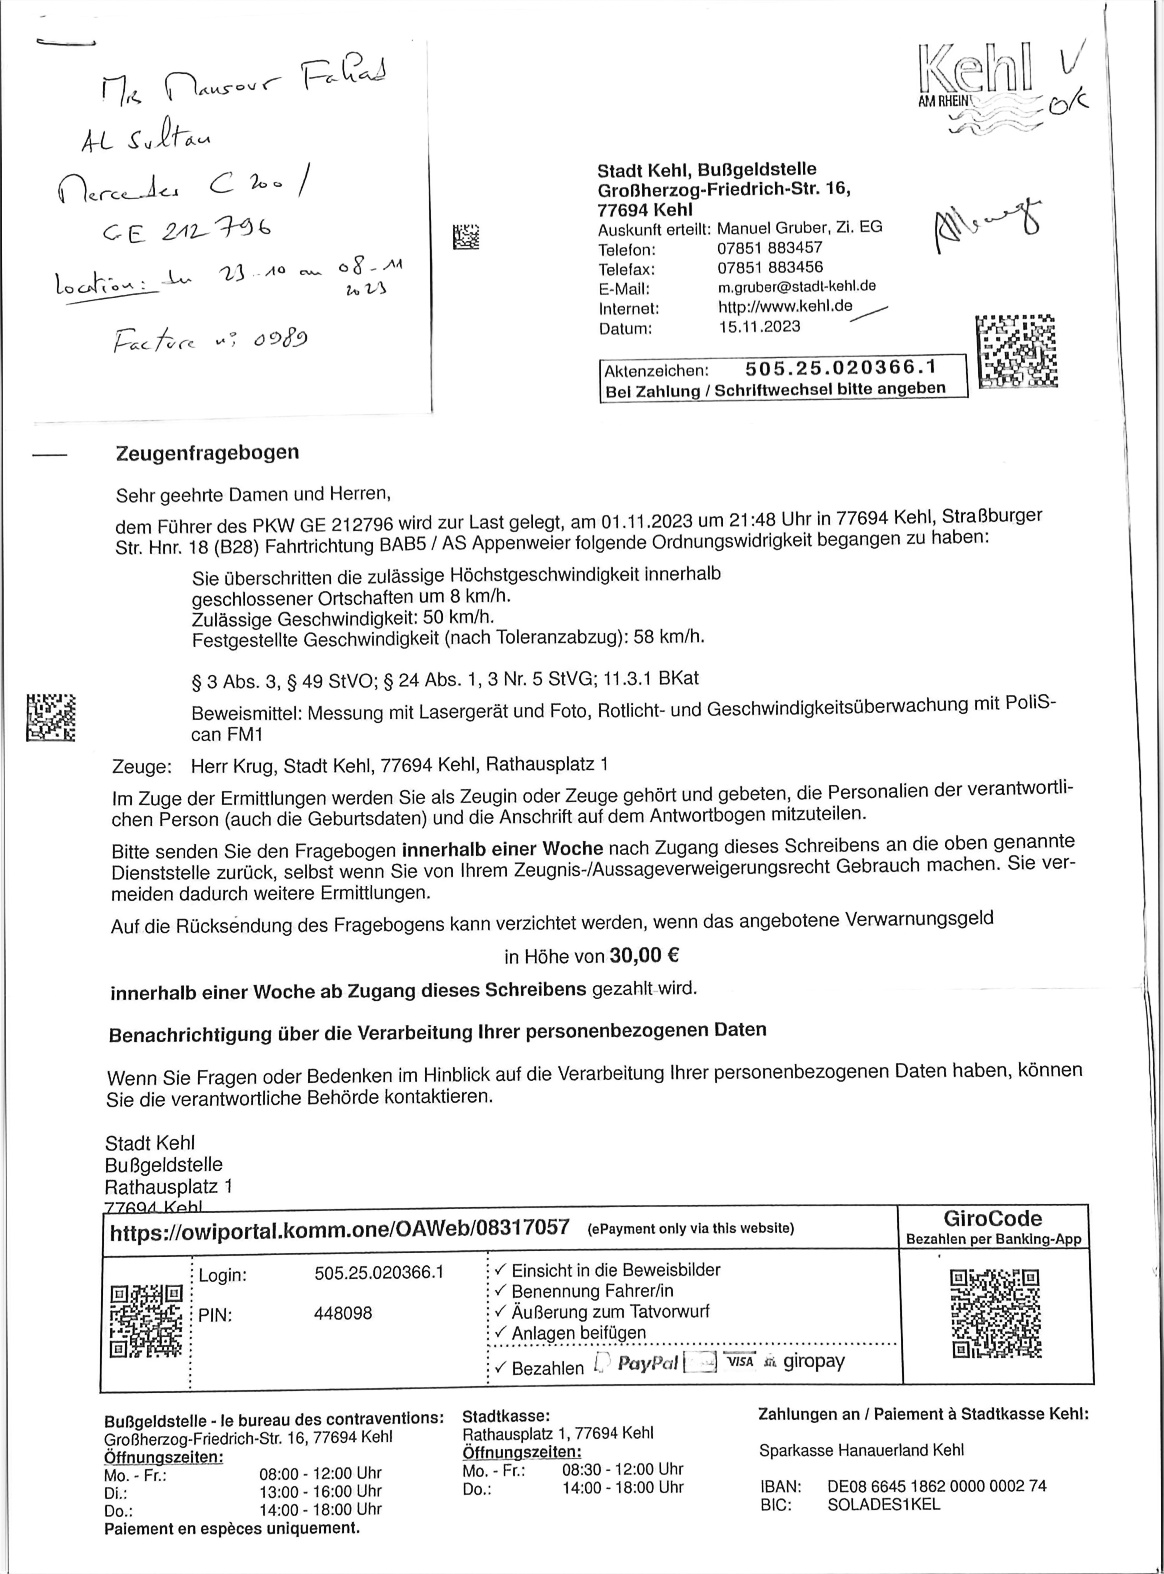 Mr Mansour Fahad
AL Sultan
Mercedes C 200 /
GE 212796
Location: Du 23-10 au 08-11
2023
Facture n°: 0989
Kehl
AM RHEIN
OK
Stadt Kehl, Bußgeldstelle
Großherzog-Friedrich-Str. 16,
77694 Kehl
Auskunft erteilt: Manuel Gruber, Zi. EG
Telefon: 07851 883457
Telefax: 07851 883456
E-Mail: m.gruber@stadt-kehl.de
Internet: http://www.kehl.de
Datum: 15.11.2023
Aktenzeichen: 505.25.020366.1
Bei Zahlung / Schriftwechsel bitte angeben
Zeugenfragebogen
Sehr geehrte Damen und Herren,
dem Führer des PKW GE 212796 wird zur Last gelegt, am 01.11.2023 um 21:48 Uhr in 77694 Kehl, Straßburger
Str. Hnr. 18 (B28) Fahrtrichtung BAB5 / AS Appenweier folgende Ordnungswidrigkeit begangen zu haben:
Sie überschritten die zulässige Höchstgeschwindigkeit innerhalb
geschlossener Ortschaften um 8 km/h.
Zulässige Geschwindigkeit: 50 km/h.
Festgestellte Geschwindigkeit (nach Toleranzabzug): 58 km/h.
§ 3 Abs. 3, § 49 StVO; § 24 Abs. 1, 3 Nr. 5 StVG; 11.3.1 BKat
Beweismittel: Messung mit Lasergerät und Foto, Rotlicht- und Geschwindigkeitsüberwachung mit PoliS-
can FM1
Zeuge: Herr Krug, Stadt Kehl, 77694 Kehl, Rathausplatz 1
Im Zuge der Ermittlungen werden Sie als Zeugin oder Zeuge gehört und gebeten, die Personalien der verantwortli-
chen Person (auch die Geburtsdaten) und die Anschrift auf dem Antwortbogen mitzuteilen.
Bitte senden Sie den Fragebogen innerhalb einer Woche nach Zugang dieses Schreibens an die oben genannte
Dienststelle zurück, selbst wenn Sie von Ihrem Zeugnis-/Aussageverweigerungsrecht Gebrauch machen. Sie ver-
meiden dadurch weitere Ermittlungen.
Auf die Rücksendung des Fragebogens kann verzichtet werden, wenn das angebotene Verwarnungsgeld
in Höhe von 30,00 €
innerhalb einer Woche ab Zugang dieses Schreibens gezahlt wird.
Benachrichtigung über die Verarbeitung Ihrer personenbezogenen Daten
Wenn Sie Fragen oder Bedenken im Hinblick auf die Verarbeitung Ihrer personenbezogenen Daten haben, können
Sie die verantwortliche Behörde kontaktieren.
Stadt Kehl
Bußgeldstelle
Rathausplatz 1
77694 Kehl
https://owiportal.komm.one/OAWeb/08317057 (ePayment only via this website)
GiroCode
Bezahlen per Banking-App
Login: 505.25.020366.1
PIN: 448098
✓ Einsicht in die Beweisbilder
✓ Benennung Fahrer/in
✓ Äußerung zum Tatvorwurf
✓ Anlagen beifügen
✓ Bezahlen PayPal VISA giropay
Bußgeldstelle - le bureau des contraventions:
Großherzog-Friedrich-Str. 16, 77694 Kehl
Öffnungszeiten:
Mo. - Fr.: 08:00 - 12:00 Uhr
Di.: 13:00 - 16:00 Uhr
Do.: 14:00 - 18:00 Uhr
Paiement en espèces uniquement.
Stadtkasse:
Rathausplatz 1, 77694 Kehl
Öffnungszeiten:
Mo. - Fr.: 08:30 - 12:00 Uhr
Do.: 14:00 - 18:00 Uhr
Zahlungen an / Paiement à Stadtkasse Kehl:
Sparkasse Hanauerland Kehl
IBAN: DE08 6645 1862 0000 0002 74
BIC: SOLADES1KEL